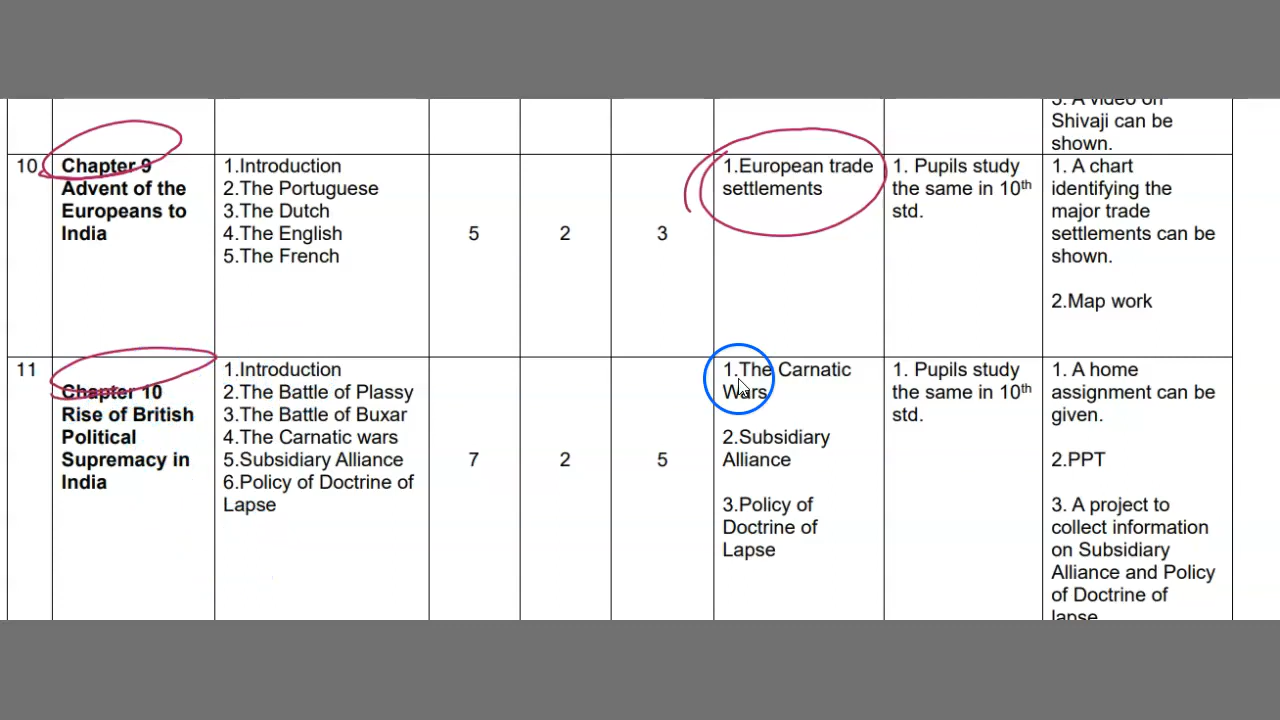 3. A video on
Shivaji can be
shown.
10
Chapter 9
Advent of the
Europeans to
India
1.Introduction
2.The Portuguese
3.The Dutch
4.The English
5.The French
5
2
3
1.European trade
settlements
1. Pupils study
the same in 10th
std.
1. A chart
identifying the
major trade
settlements can be
shown.
2.Map work
11
Chapter 10
Rise of British
Political
Supremacy in
India
1.Introduction
2.The Battle of Plassy
3.The Battle of Buxar
4.The Carnatic wars
5.Subsidiary Alliance
6.Policy of Doctrine of
Lapse
7
2
5
1.The Carnatic
Wars
2.Subsidiary
Alliance
3.Policy of
Doctrine of
Lapse
1. Pupils study
the same in 10th
std.
1. A home
assignment can be
given.
2.PPT
3. A project to
collect information
on Subsidiary
Alliance and Policy
of Doctrine of
lapse